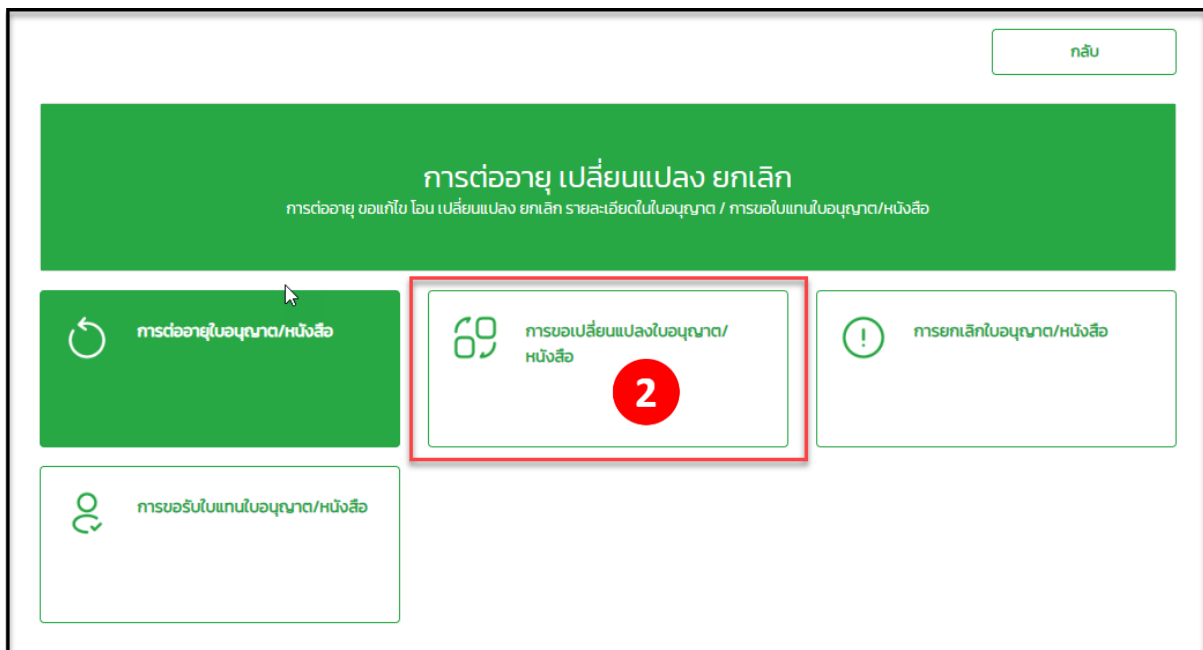 กลับ
การต่ออายุ เปลี่ยนแปลง ยกเลิก
การต่ออายุ ขอแก้ไข โอน เปลี่ยนแปลง ยกเลิก รายละเอียดในใบอนุญาต / การขอใบแทนใบอนุญาต/หนังสือ
การต่ออายุใบอนุญาต/หนังสือ
การขอเปลี่ยนแปลงใบอนุญาต/
หนังสือ
2
การยกเลิกใบอนุญาต/หนังสือ
การขอรับใบแทนใบอนุญาต/หนังสือ